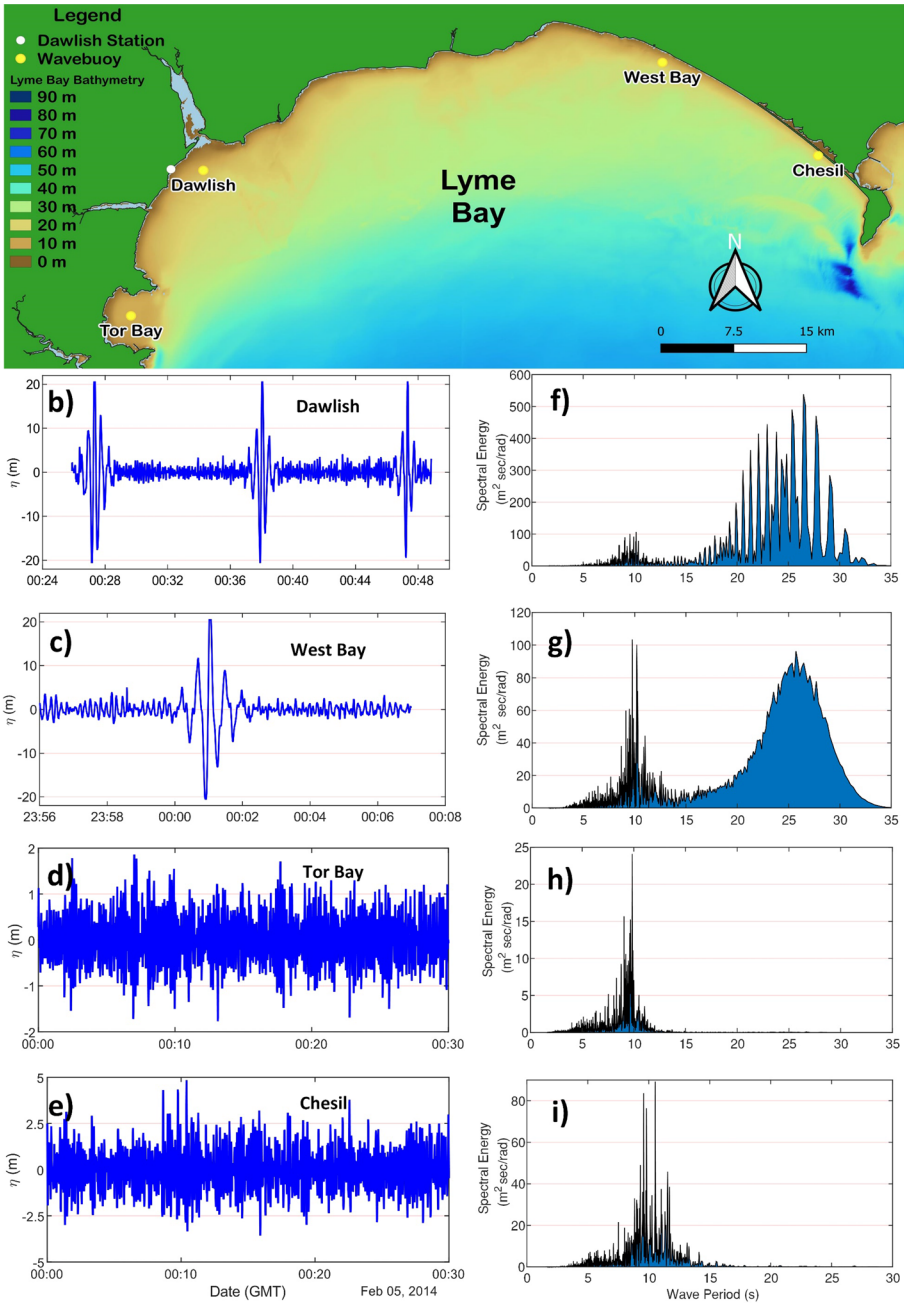 Legend
Dawlish Station
Wavebuoy
Lyme Bay Bathymetry
90 m
80 m
70 m
60 m
50 m
40 m
30 m
20 m
10 m
0 m
West Bay
Chesil
Dawlish
Lyme
Bay
Tor Bay
N
0 7.5 15 km
b)
Dawlish
η (m)
20
10
0
-10
-20
00:24 00:28 00:32 00:36 00:40 00:44 00:48
f)
Spectral Energy
(m² sec/rad)
600
500
400
300
200
100
0
0 5 10 15 20 25 30 35
c)
West Bay
η (m)
20
10
0
-10
-20
23:56 23:58 00:00 00:02 00:04 00:06 00:08
g)
Spectral Energy
(m² sec/rad)
120
100
80
60
40
20
0
0 5 10 15 20 25 30 35
d)
Tor Bay
η (m)
2
1
0
-1
-2
00:00 00:10 00:20 00:30
h)
Spectral Energy
(m² sec/rad)
25
20
15
10
5
0
0 5 10 15 20 25 30 35
e)
Chesil
η (m)
5
2.5
0
-2.5
-5
00:00 00:10 00:20 00:30
Date (GMT)
Feb 05, 2014
i)
Spectral Energy
(m² sec/rad)
80
60
40
20
0
0 5 10 15 20 25 30
Wave Period (s)